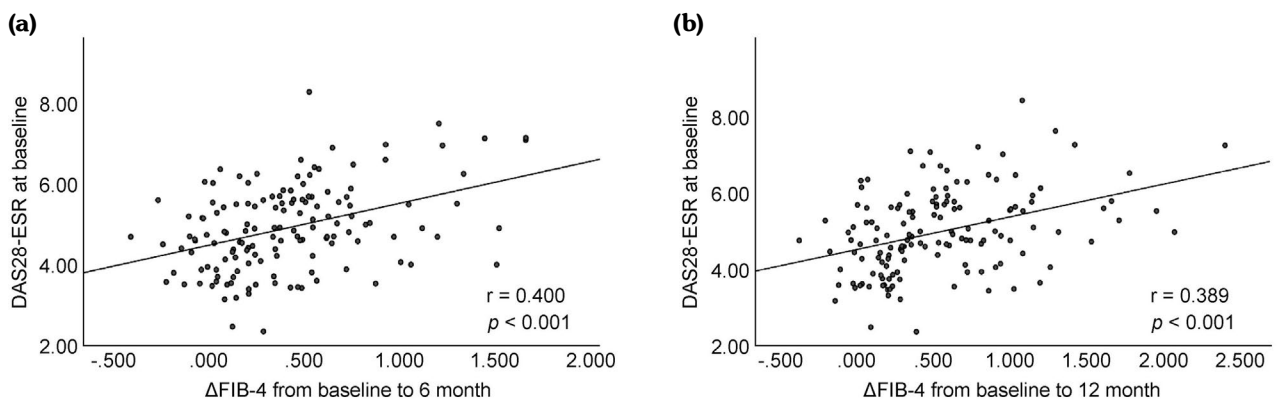 (a)
DAS28-ESR at baseline
8.00
6.00
4.00
2.00
r = 0.400
p < 0.001
-.500 .000 .500 1.000 1.500 2.000
ΔFIB-4 from baseline to 6 month
(b)
DAS28-ESR at baseline
8.00
6.00
4.00
2.00
r = 0.389
p < 0.001
-.500 .000 .500 1.000 1.500 2.000 2.500
ΔFIB-4 from baseline to 12 month